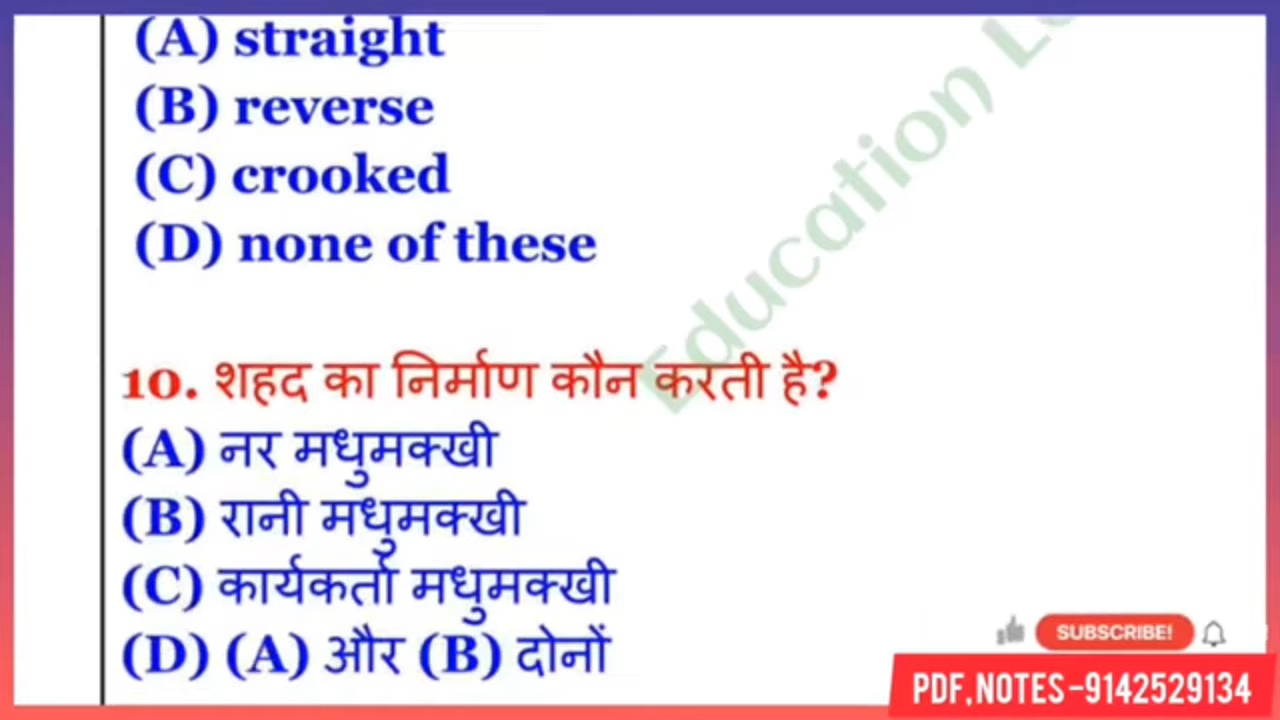 (A) straight
(B) reverse
(C) crooked
(D) none of these
Education
10. शहद का निर्माण कौन करती है?
(A) नर मधुमक्खी
(B) रानी मधुमक्खी
(C) कार्यकर्ता मधुमक्खी
(D) (A) और (B) दोनों
SUBSCRIBE!
PDF,NOTES-9142529134